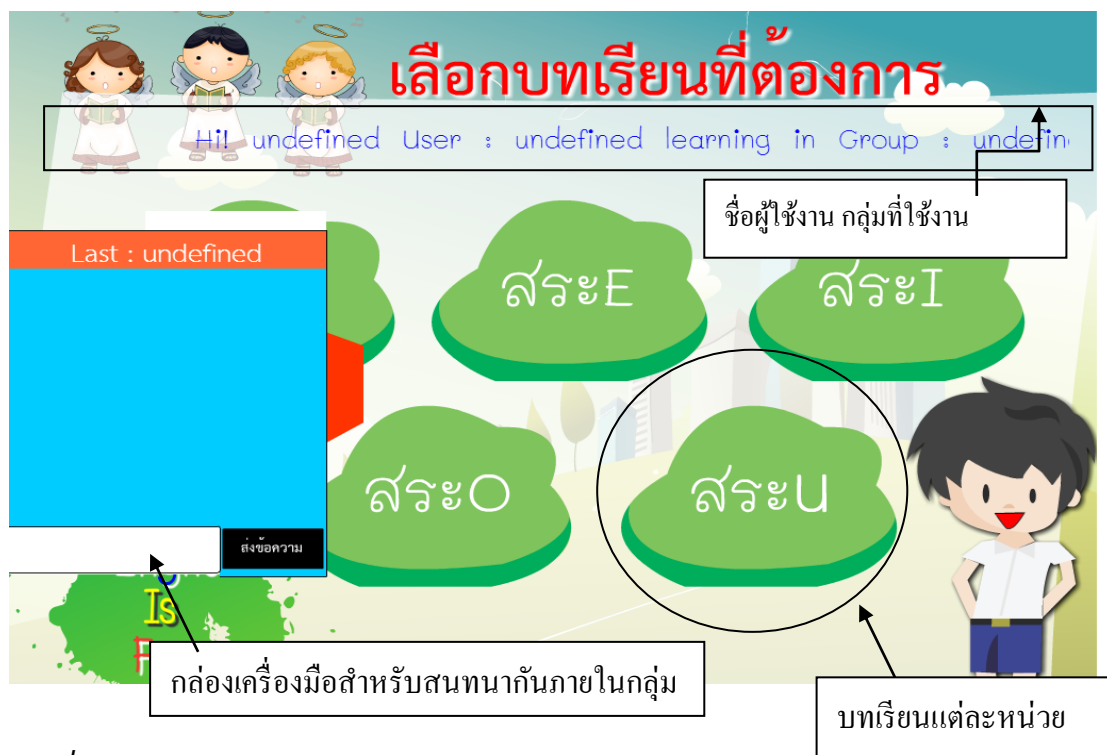 เลือกบทเรียนที่ต้องการ
Hi! undefined User : undefined learning in Group :
ชื่อผู้ใช้งาน กลุ่มที่ใช้งาน
Last : undefined
สระE
สระI
สระO
สระU
ส่งข้อความ
Is
กล่องเครื่องมือสำหรับสนทนากันภายในกลุ่ม
บทเรียนแต่ละหน่วย